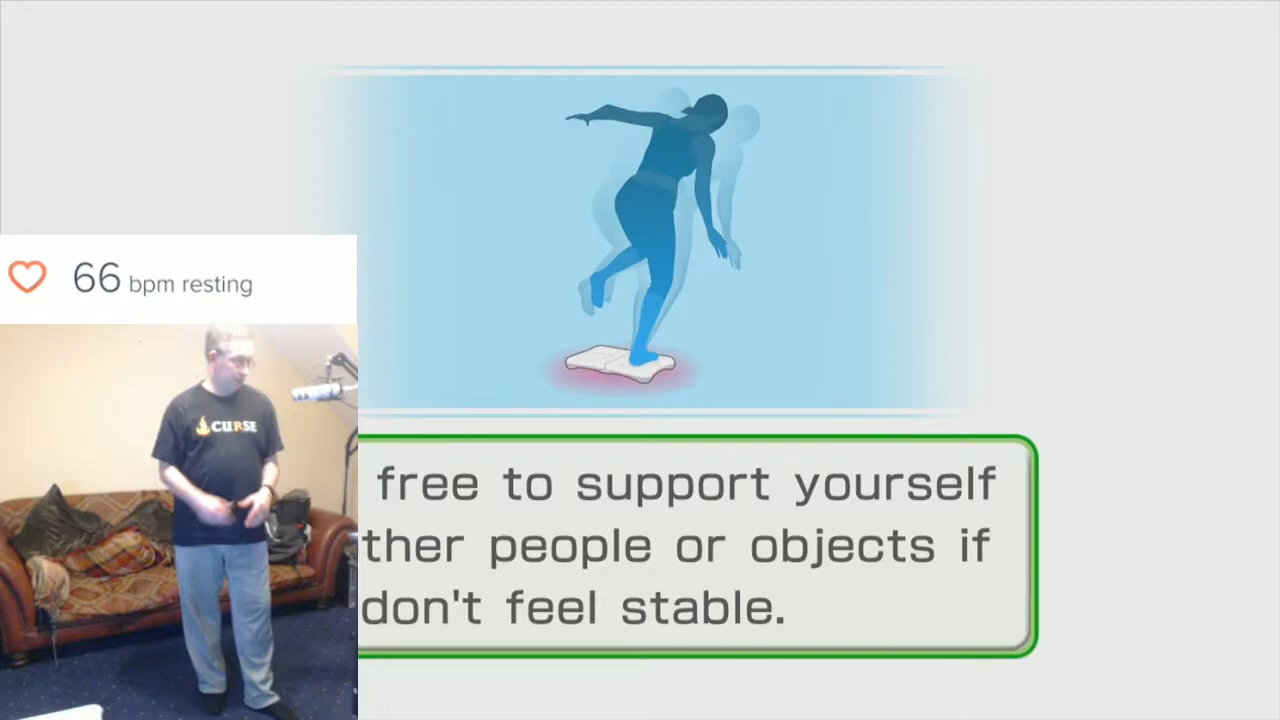 66 bpm resting
CURSE
free to support yourself
ther people or objects if
don't feel stable.